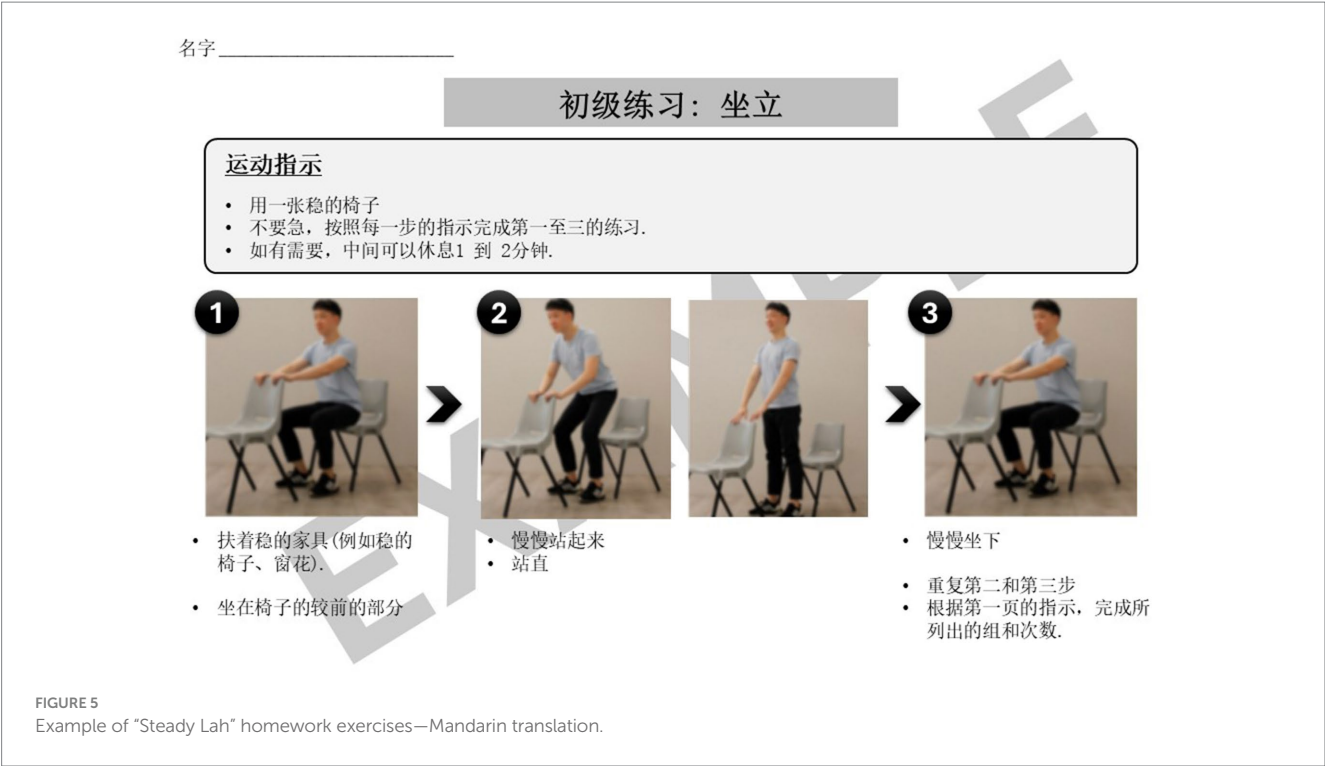 名字
初级练习: 坐立
运动指示
• 用一张稳的椅子
• 不要急, 按照每一步的指示完成第一至三的练习.
• 如有需要, 中间可以休息1 到 2分钟.
1
2
3
• 扶着稳的家具(例如稳的
椅子、窗花).
• 坐在椅子的较前的部分
• 慢慢站起来
• 站直
• 慢慢坐下
• 重复第二和第三步
• 根据第一页的指示, 完成所
列出的组和次数.
EXAMPLE
FIGURE 5
Example of “Steady Lah” homework exercises—Mandarin translation.